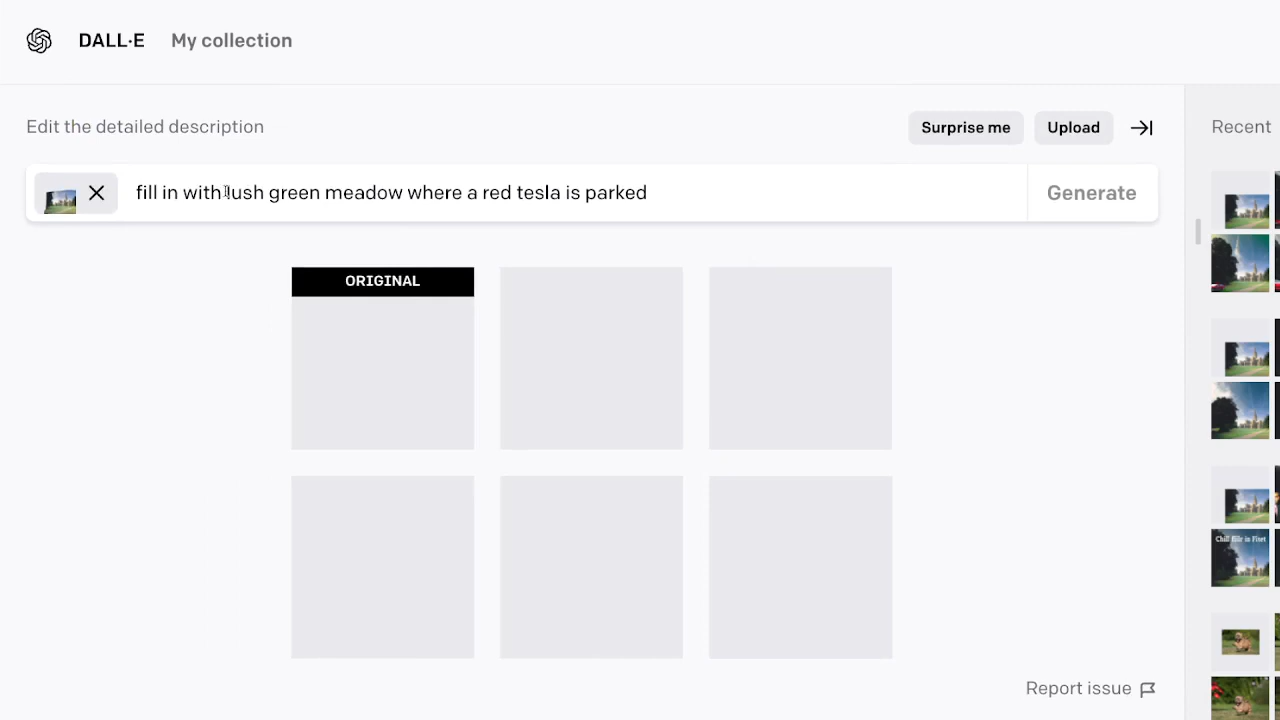 DALL·E My collection
Edit the detailed description
Surprise me
Upload
Recent
fill in with lush green meadow where a red tesla is parked
Generate
ORIGINAL
Report issue